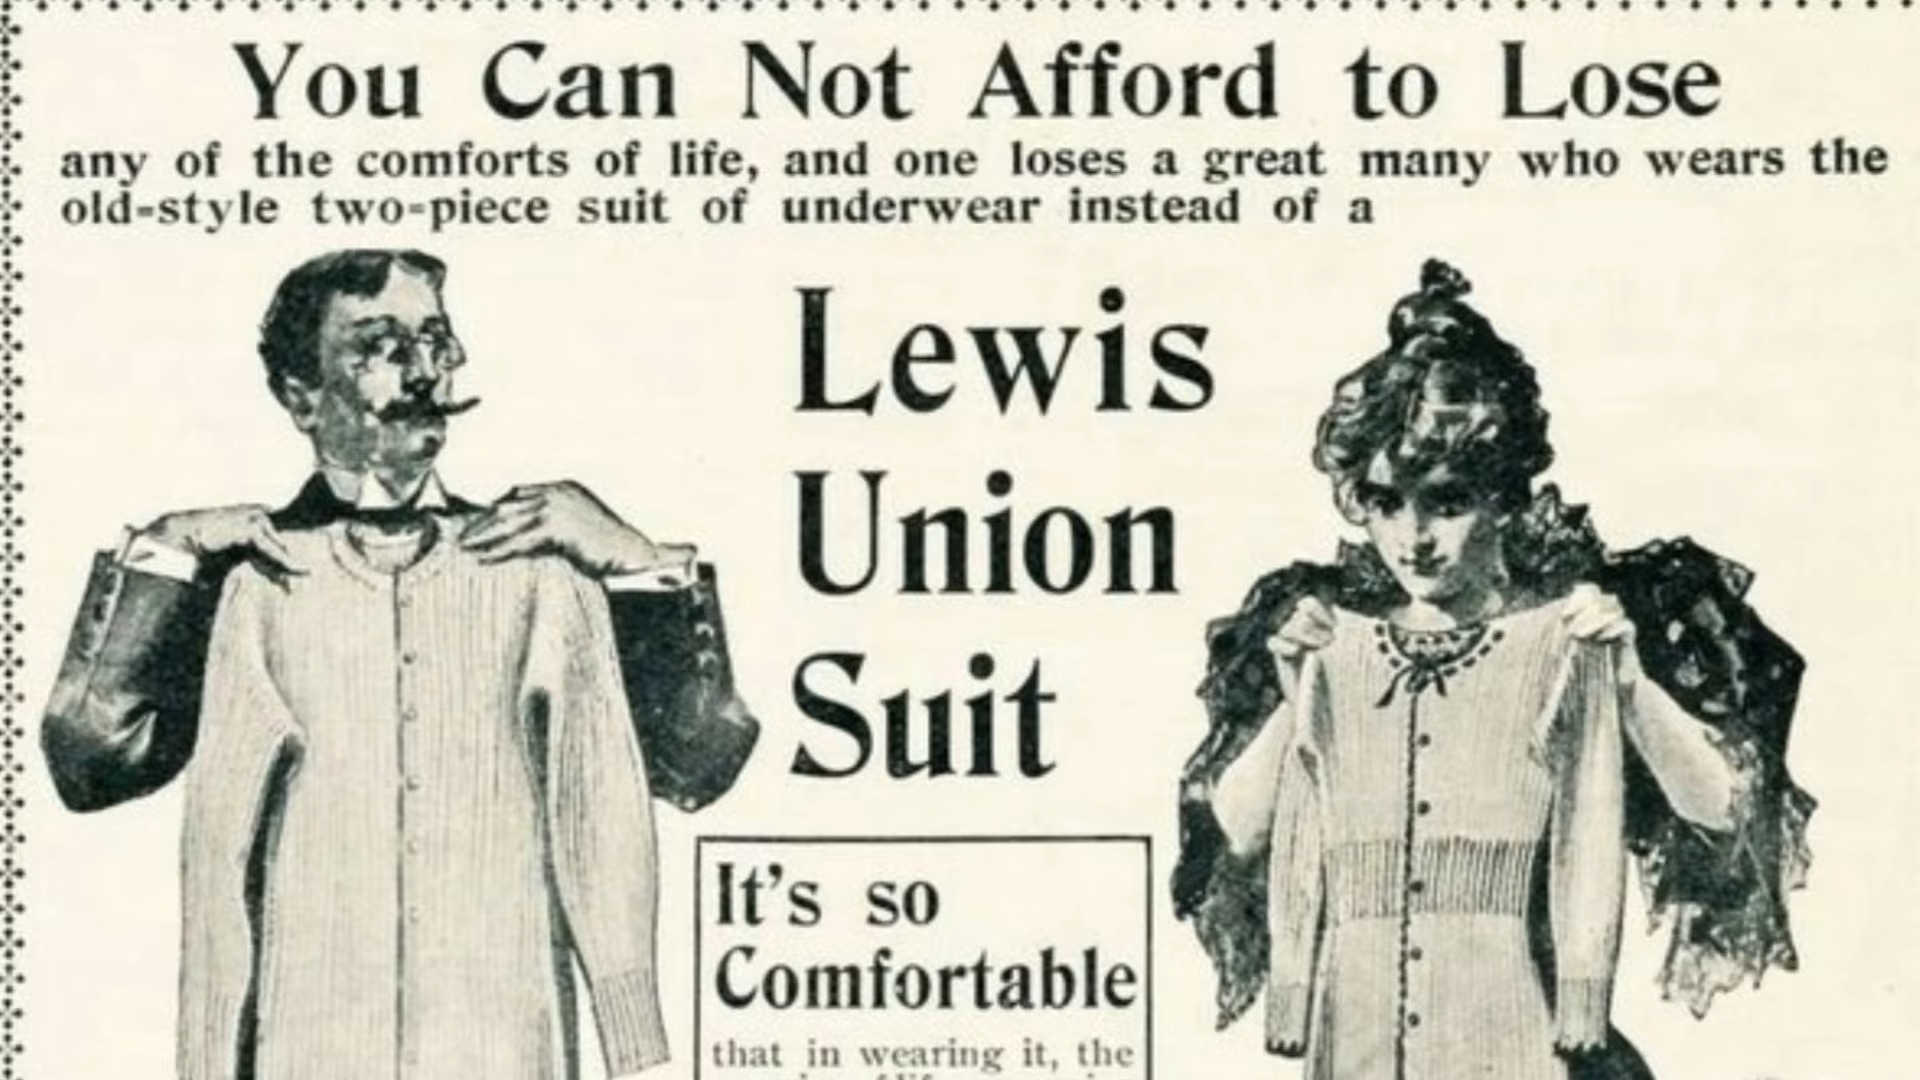 You Can Not Afford to Lose
any of the comforts of life, and one loses a great many who wears the
old-style two-piece suit of underwear instead of a
Lewis
Union
Suit
It's so
Comfortable
that in wearing it, the